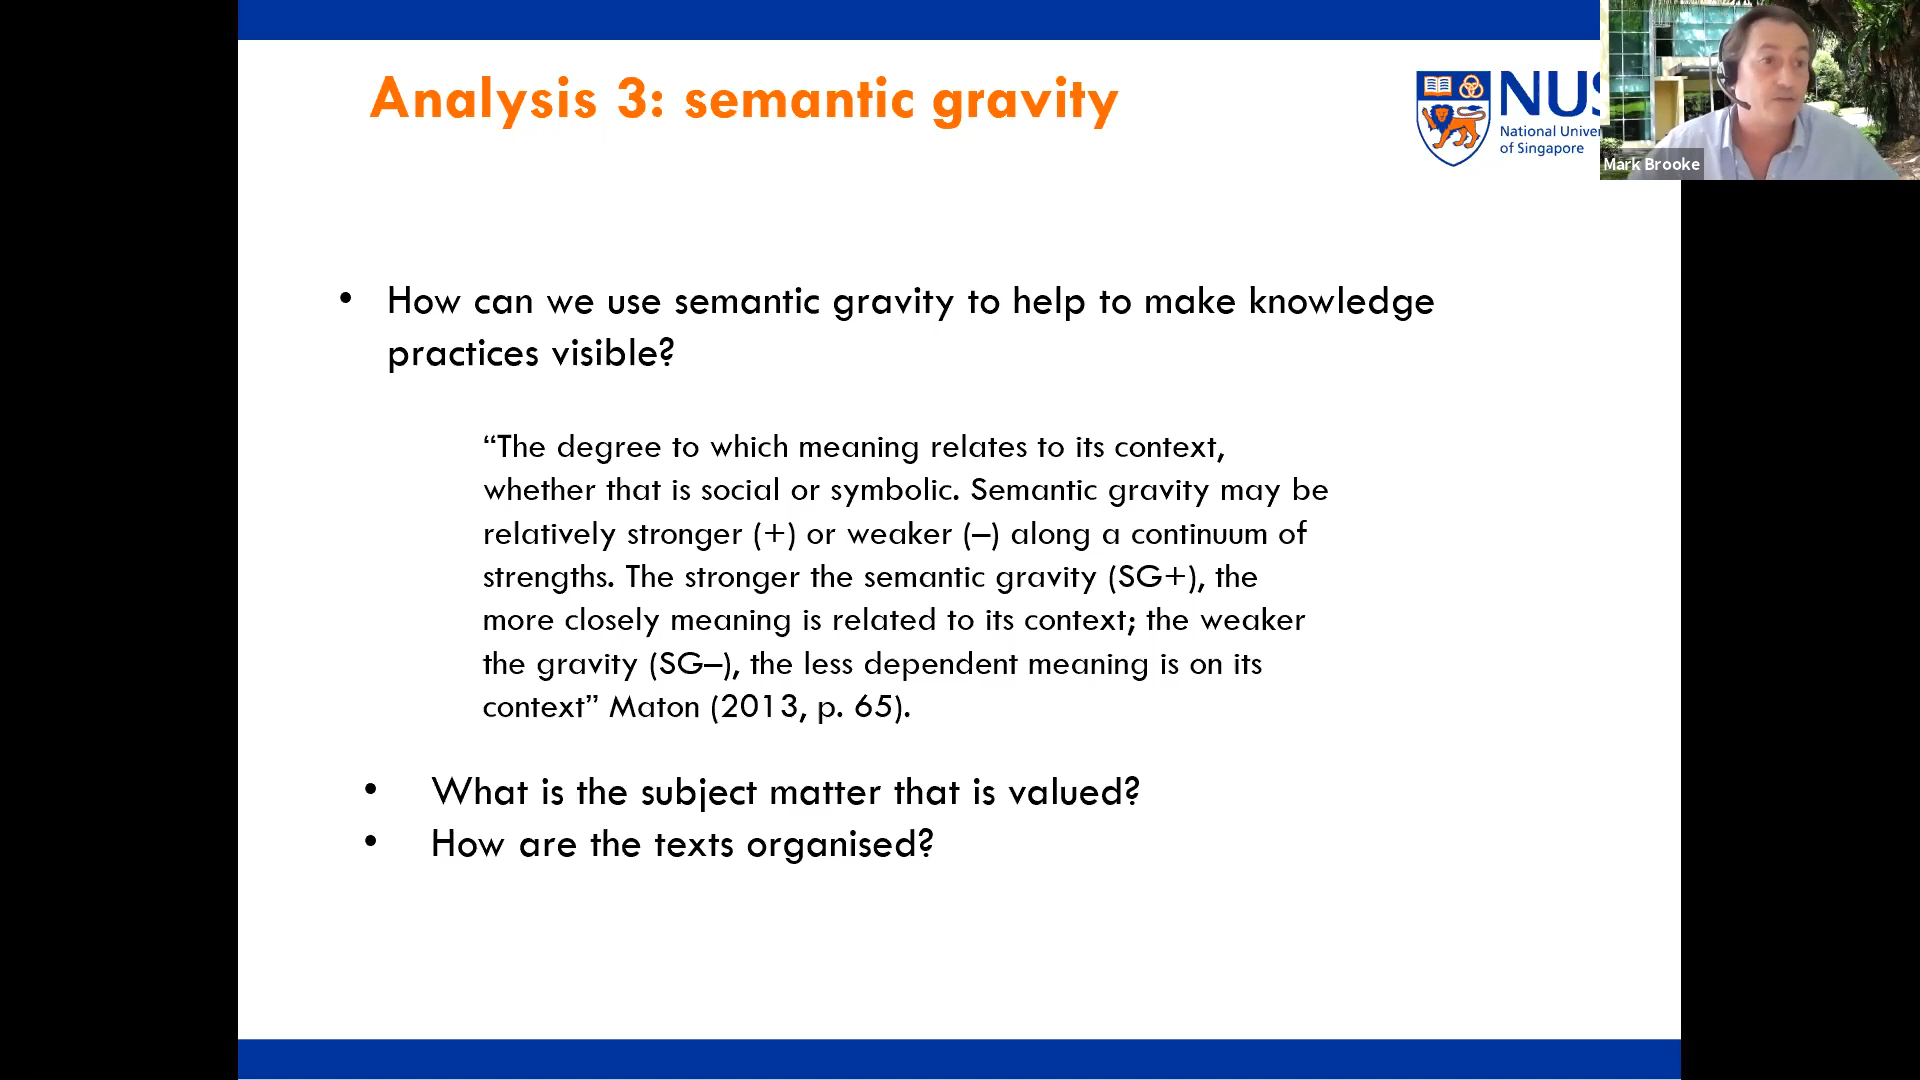 Analysis 3: semantic gravity
NUS
National Univer
of Singapore
Mark Brooke
• How can we use semantic gravity to help to make knowledge
practices visible?
“The degree to which meaning relates to its context,
whether that is social or symbolic. Semantic gravity may be
relatively stronger (+) or weaker (–) along a continuum of
strengths. The stronger the semantic gravity (SG+), the
more closely meaning is related to its context; the weaker
the gravity (SG–), the less dependent meaning is on its
context” Maton (2013, p. 65).
• What is the subject matter that is valued?
• How are the texts organised?